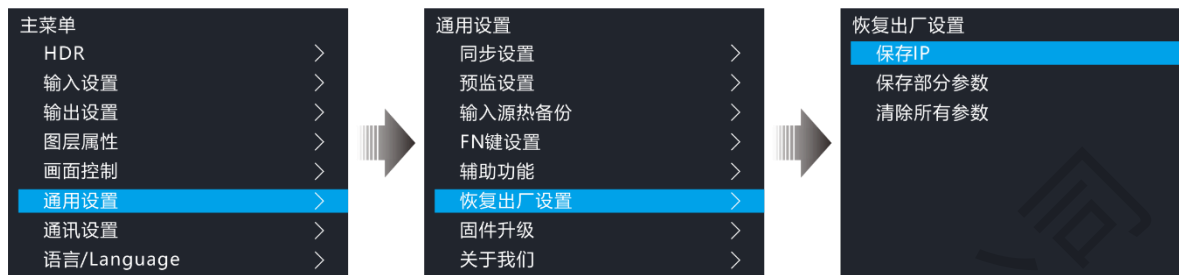 主菜单
HDR
输入设置
输出设置
图层属性
画面控制
通用设置
通讯设置
语言/Language
通用设置
同步设置
预监设置
输入源热备份
FN键设置
辅助功能
恢复出厂设置
固件升级
关于我们
恢复出厂设置
保存IP
保存部分参数
清除所有参数